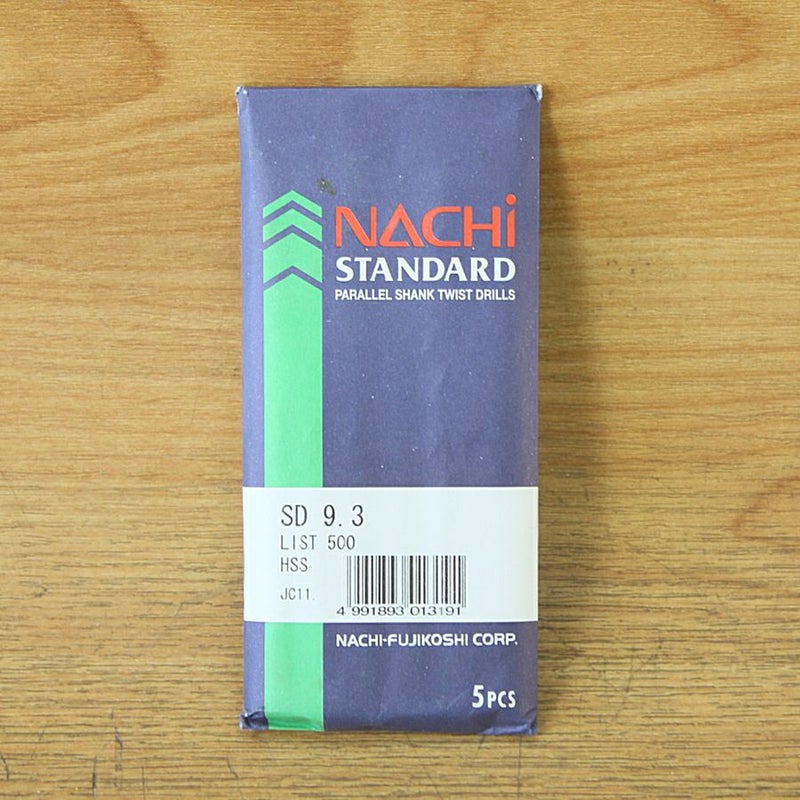 NACHi
STANDARD
PARALLEL SHANK TWIST DRILLS
SD 9.3
LIST 500
HSS
JC11.
4 991893 013191
NACHI-FUJIKOSHI CORP.
5PCS